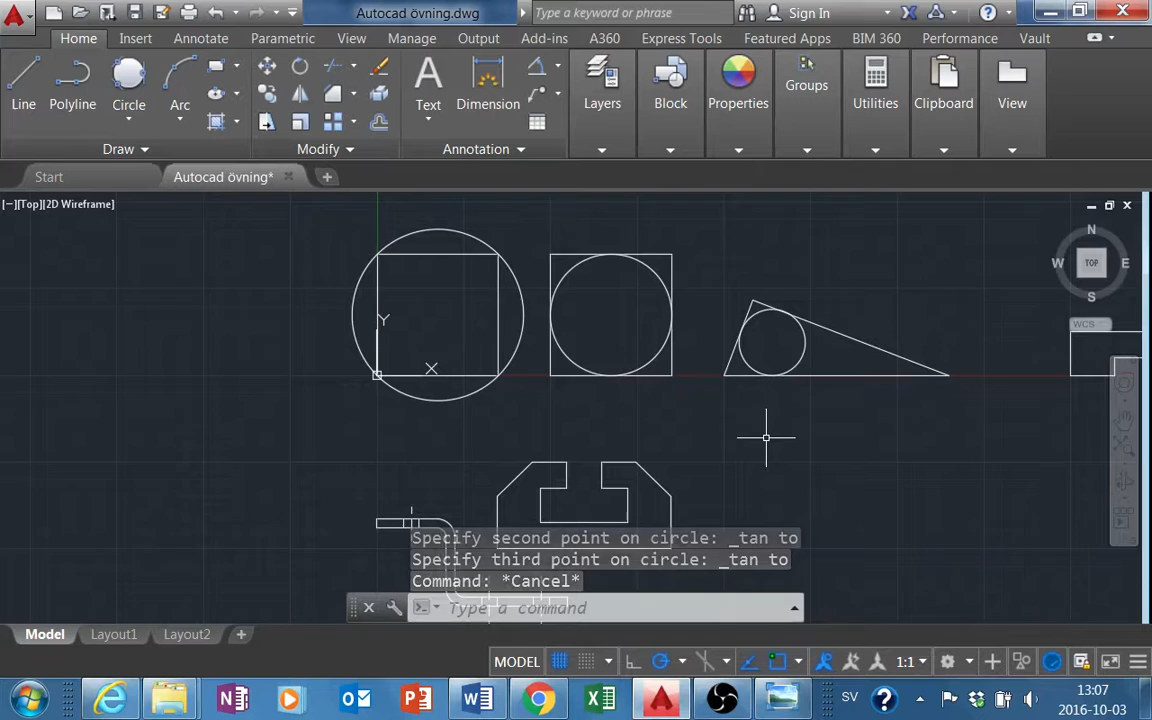 Autocad övning.dwg
Type a keyword or phrase
Sign In
Home Insert Annotate Parametric View Manage Output Add-ins A360 Express Tools Featured Apps BIM 360 Performance Vault
Line Polyline Circle Arc
Text Dimension
Layers Block Properties Groups Utilities Clipboard View
Draw Modify Annotation
Start Autocad övning*
[−][Top][2D Wireframe]
N
W TOP E
S
WCS
Y
X
Specify second point on circle: _tan to
Specify third point on circle: _tan to
Command: *Cancel*
Type a command
Model Layout1 Layout2
MODEL 1:1
SV 13:07
2016-10-03